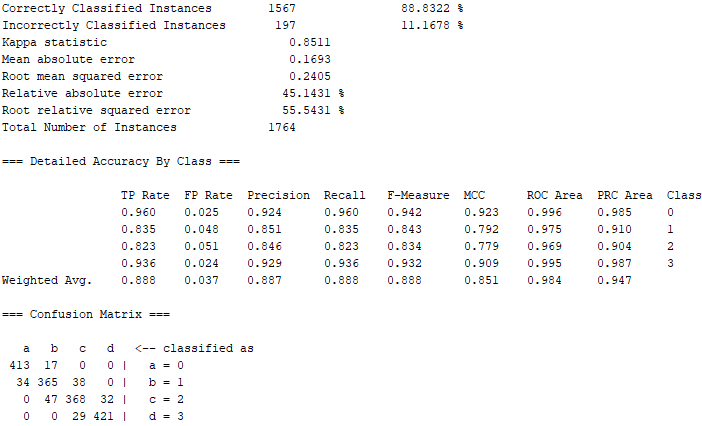 Correctly Classified Instances        1567               88.8322 %
Incorrectly Classified Instances       197               11.1678 %
Kappa statistic                          0.8511
Mean absolute error                      0.1693
Root mean squared error                  0.2405
Relative absolute error                 45.1431 %
Root relative squared error             55.5431 %
Total Number of Instances             1764
=== Detailed Accuracy By Class ===
TP Rate  FP Rate  Precision  Recall   F-Measure  MCC      ROC Area  PRC Area  Class
0.960    0.025    0.924      0.960    0.942      0.923    0.996     0.985     0
0.835    0.048    0.851      0.835    0.843      0.792    0.975     0.910     1
0.823    0.051    0.846      0.823    0.834      0.779    0.969     0.904     2
0.936    0.024    0.929      0.936    0.932      0.909    0.995     0.987     3
Weighted Avg.    0.888    0.037    0.887      0.888    0.888      0.851    0.984     0.947
=== Confusion Matrix ===
a   b   c   d   <-- classified as
413  17   0   0 |   a = 0
34 365  38   0 |   b = 1
0  47 368  32 |   c = 2
0   0  29 421 |   d = 3